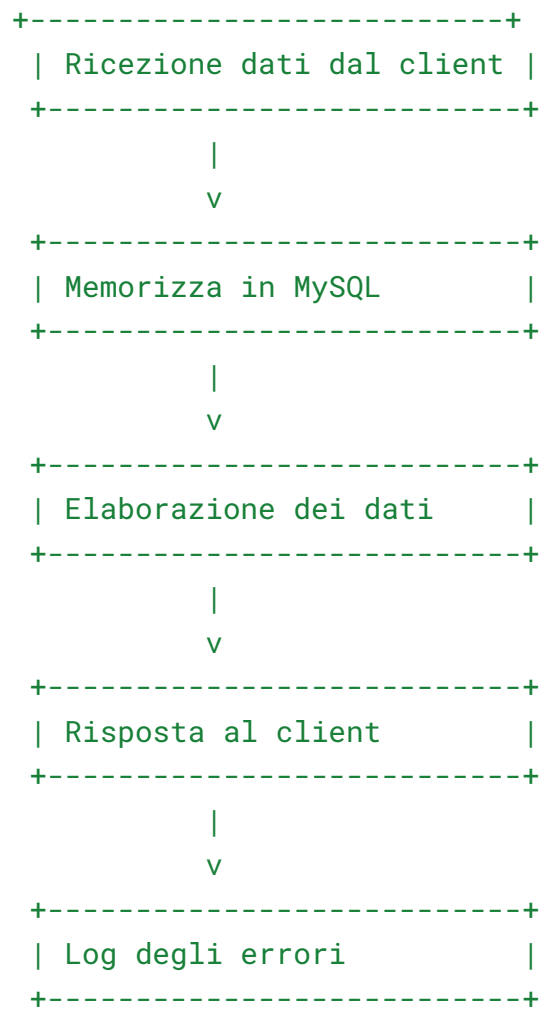 +---------------------------+
| Ricezione dati dal client |
+---------------------------+
          |
          v
+---------------------------+
| Memorizza in MySQL        |
+---------------------------+
          |
          v
+---------------------------+
| Elaborazione dei dati     |
+---------------------------+
          |
          v
+---------------------------+
| Risposta al client        |
+---------------------------+
          |
          v
+---------------------------+
| Log degli errori          |
+---------------------------+